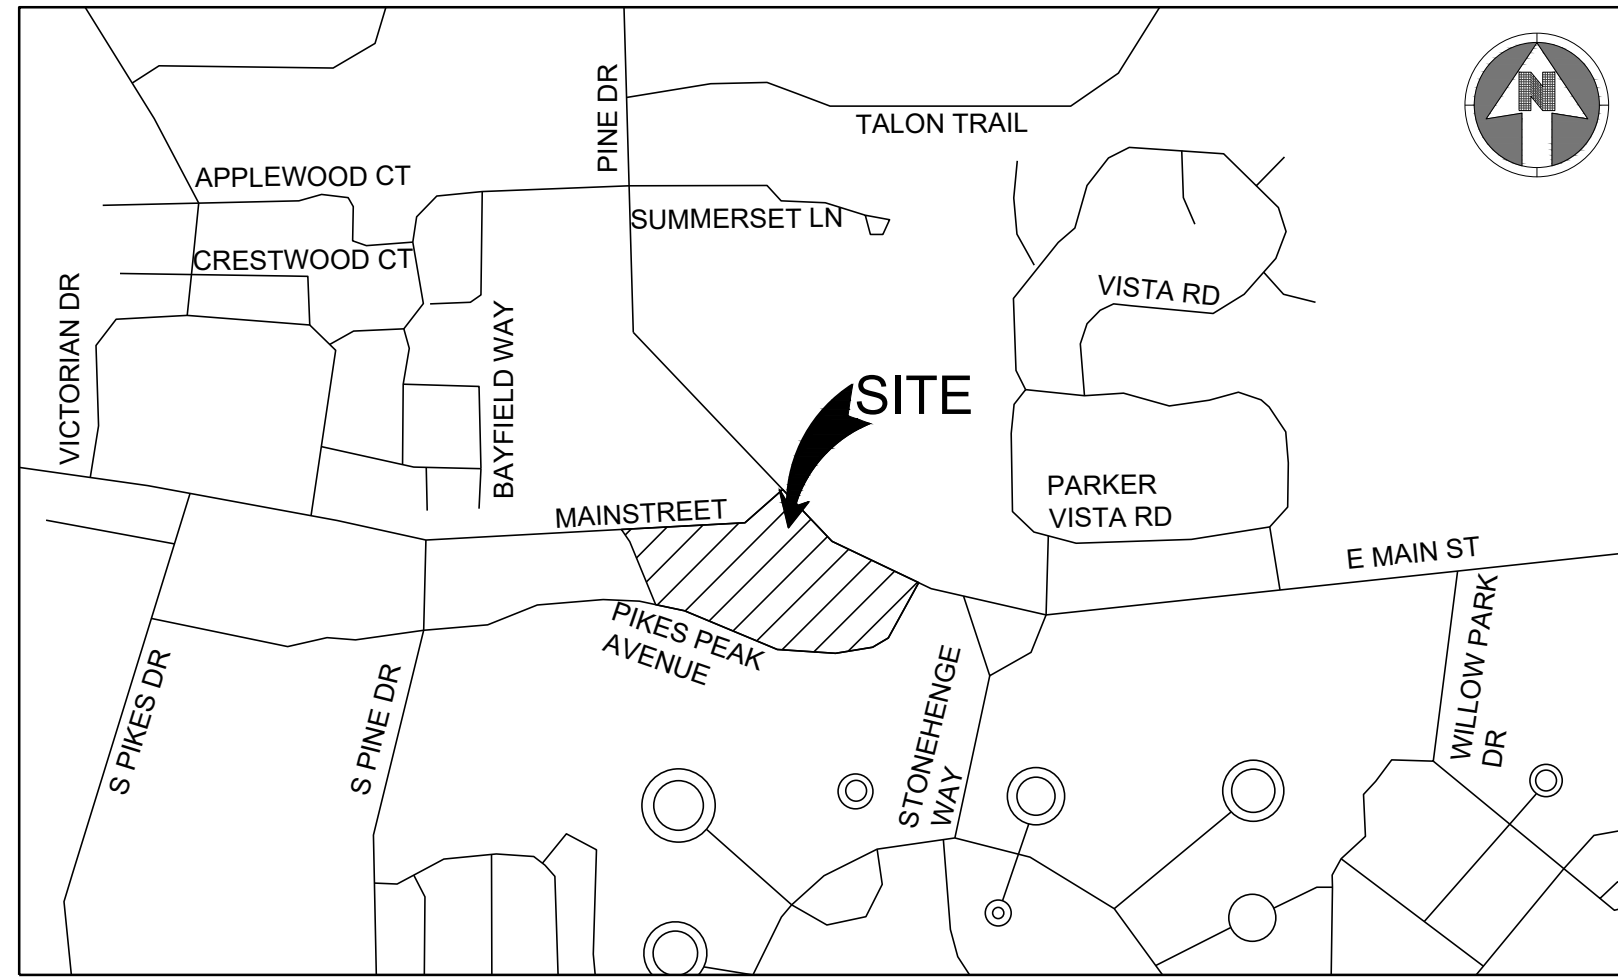 PINE DR
N
TALON TRAIL
APPLEWOOD CT
SUMMERSET LN
CRESTWOOD CT
VICTORIAN DR
BAYFIELD WAY
VISTA RD
SITE
MAINSTREET
PARKER
VISTA RD
E MAIN ST
PIKES PEAK
AVENUE
S PIKES DR
S PINE DR
STONEHENGE
WAY
WILLOW PARK
DR